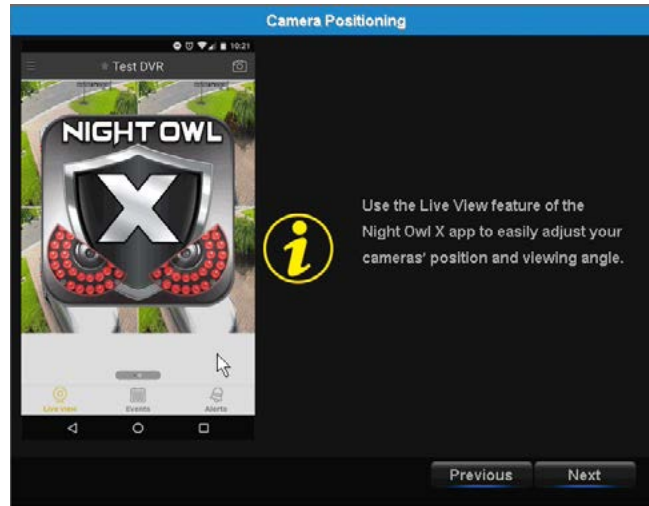 Camera Positioning
10:21
Test DVR
NIGHT OWL
X
i
Use the Live View feature of the
Night Owl X app to easily adjust your
cameras' position and viewing angle.
Live View
Events
Alerts
Previous
Next